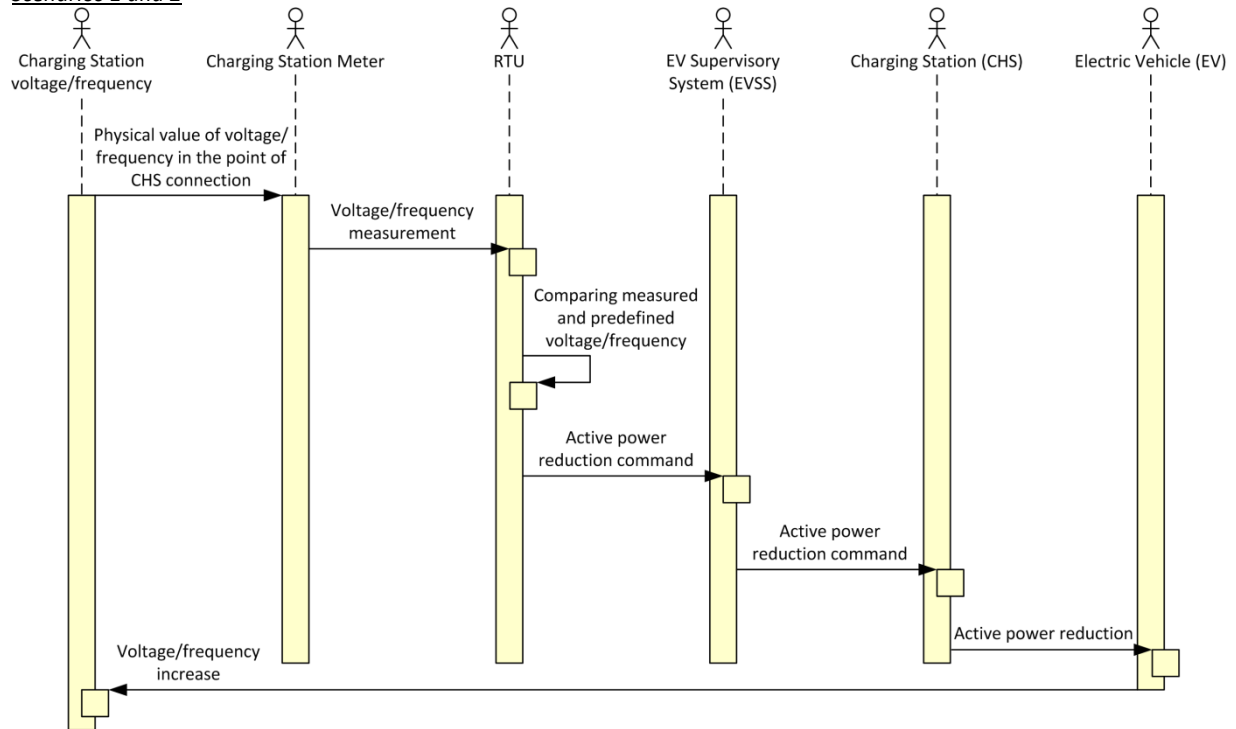 Scenarios 1 and 2
Charging Station
voltage/frequency
Charging Station Meter
RTU
EV Supervisory
System (EVSS)
Charging Station (CHS)
Electric Vehicle (EV)
Physical value of voltage/
frequency in the point of
CHS connection
Voltage/frequency
measurement
Comparing measured
and predefined
voltage/frequency
Active power
reduction command
Active power
reduction command
Active power reduction
Voltage/frequency
increase